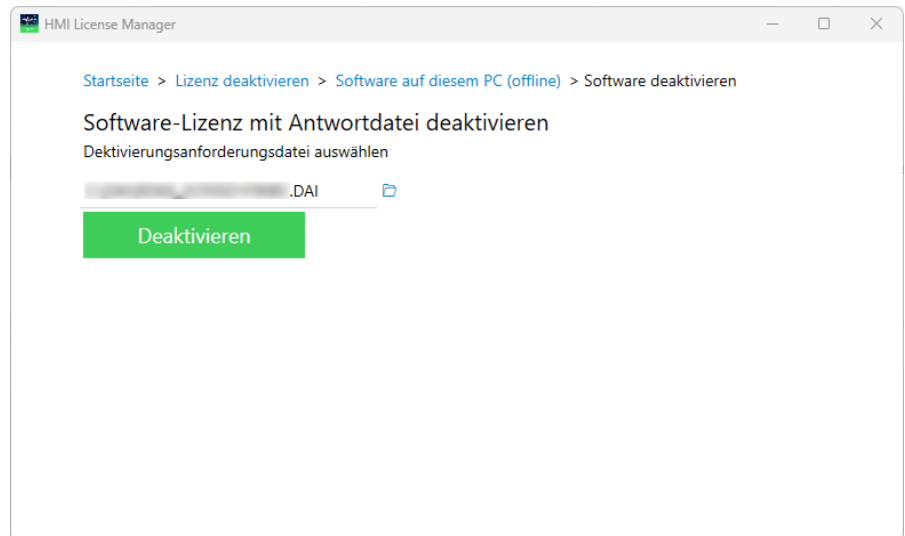 HMI License Manager
Startseite > Lizenz deaktivieren > Software auf diesem PC (offline) > Software deaktivieren
Software-Lizenz mit Antwortdatei deaktivieren
Dektivierungsanforderungsdatei auswählen
.DAI
Deaktivieren